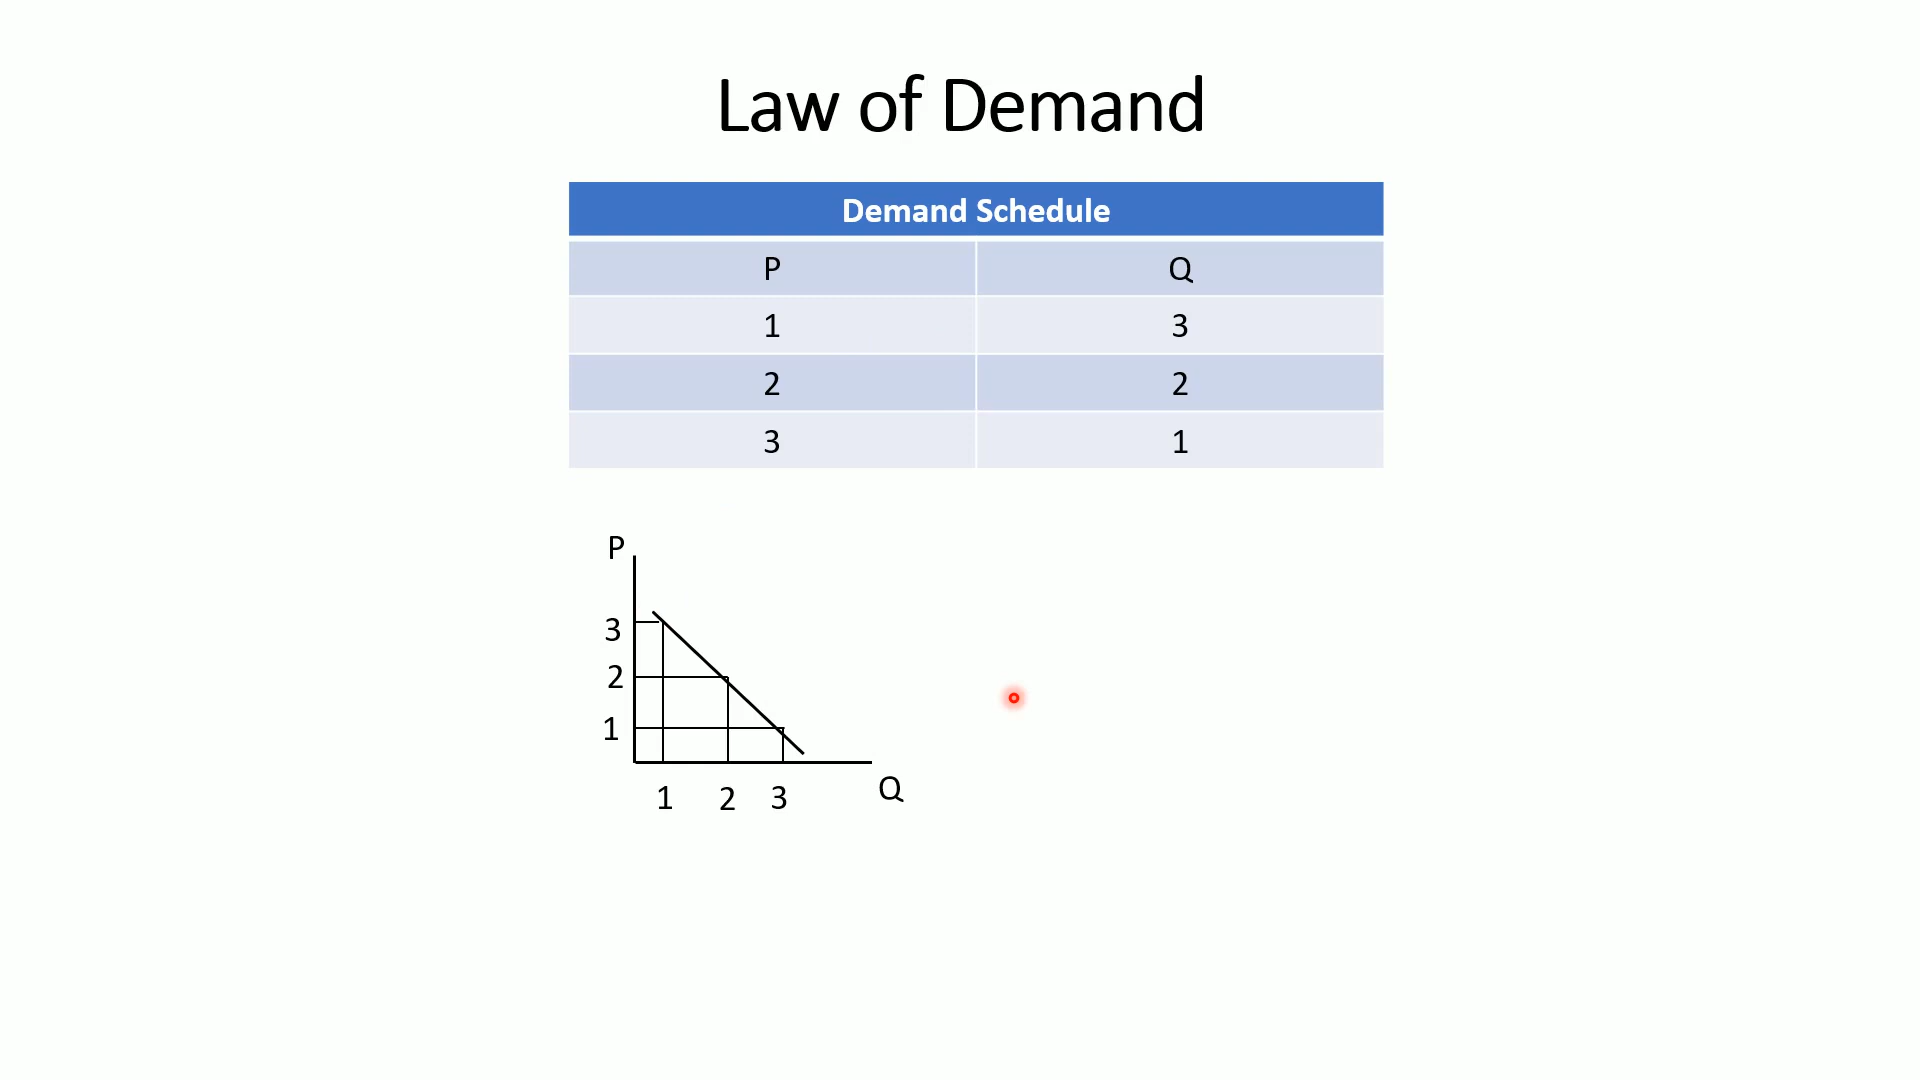 Law of Demand
Demand Schedule
P Q
1 3
2 2
3 1
P
3
2
1
1 2 3 Q